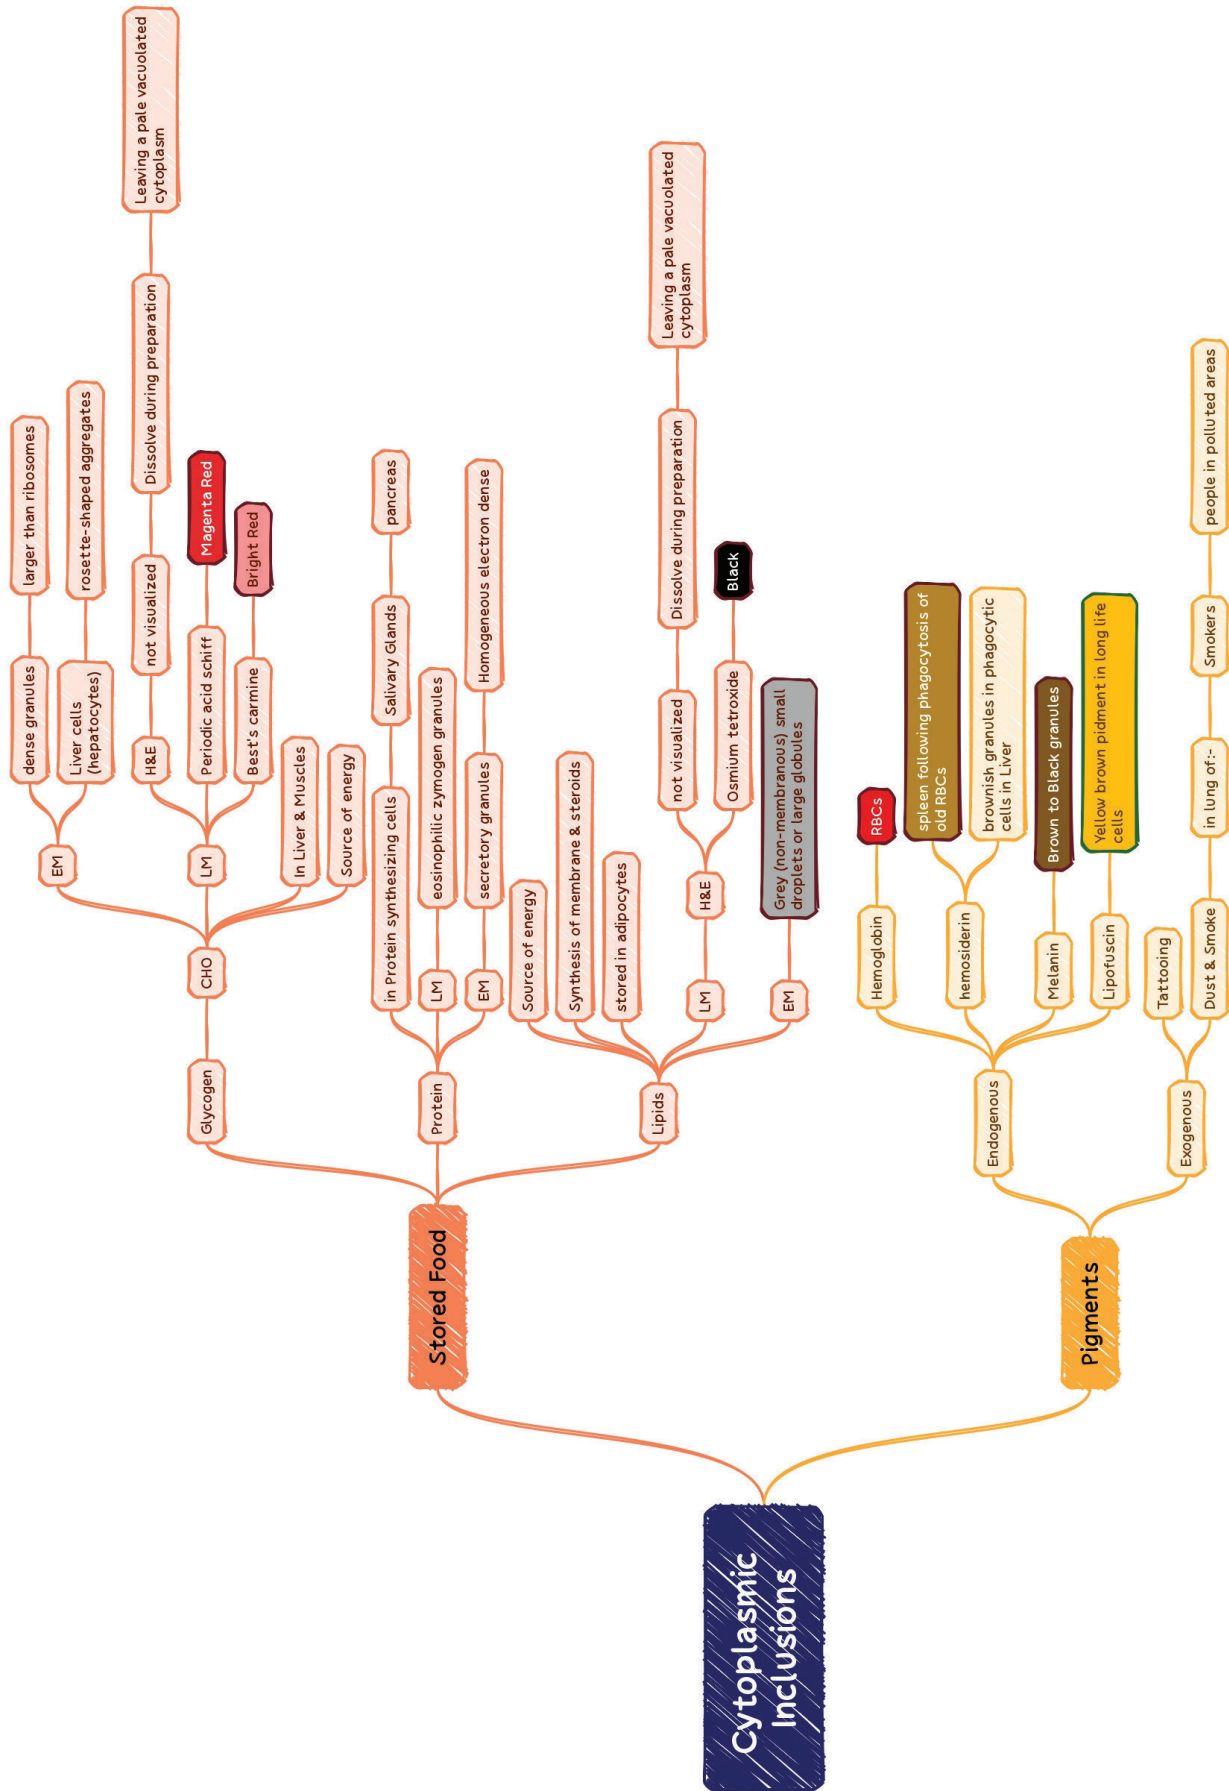 Cytoplasmic
Inclusions
Stored Food
Glycogen
CHO
EM
dense granules
larger than ribosomes
Liver cells
(hepatocytes)
rosette-shaped aggregates
LM
H&E
not visualized
Dissolve during preparation
Leaving a pale vacuolated
cytoplasm
Periodic acid schiff
Magenta Red
Best's carmine
Bright Red
In Liver & Muscles
Source of energy
Protein
in Protein synthesizing cells
Salivary Glands
pancreas
LM
eosinophilic zymogen granules
EM
secretory granules
Homogeneous electron dense
Lipids
Source of energy
Synthesis of membrane & steroids
stored in adipocytes
LM
H&E
not visualized
Dissolve during preparation
Leaving a pale vacuolated
cytoplasm
Osmium tetroxide
Black
EM
Grey (non-membranous) small
droplets or large globules
Pigments
Endogenous
Hemoglobin
RBCs
hemosiderin
spleen following phagocytosis of
old RBCs
brownish granules in phagocytic
cells in Liver
Melanin
Brown to Black granules
Lipofuscin
Yellow brown pidment in long life
cells
Exogenous
Tattooing
Dust & Smoke
in lung of:-
Smokers
people in polluted areas